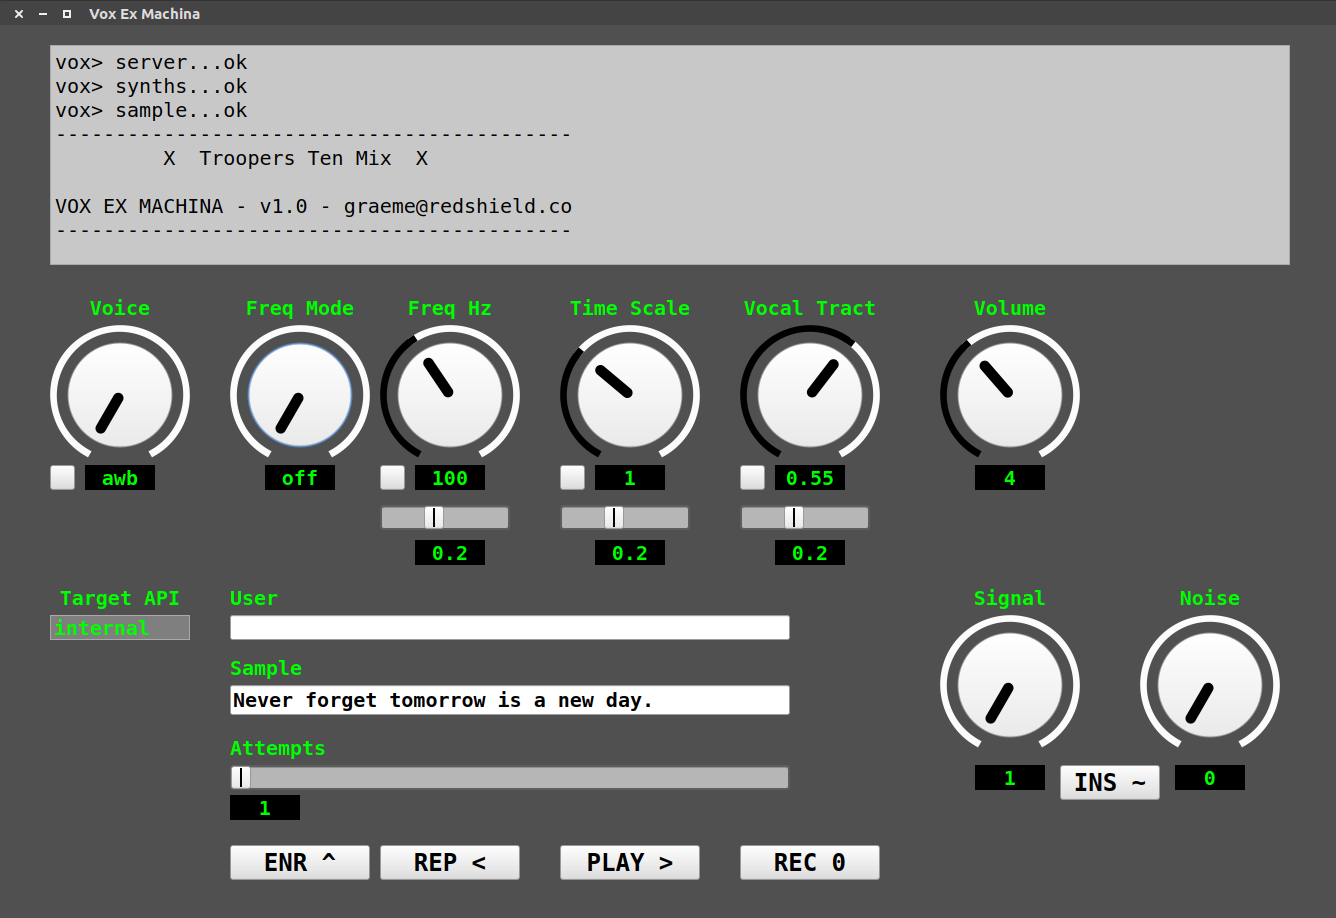 Vox Ex Machina
vox> server...ok
vox> synths...ok
vox> sample...ok
-------------------------------------------
X  Troopers Ten Mix  X
VOX EX MACHINA - v1.0 - graeme@redshield.co
-------------------------------------------
Voice Freq Mode Freq Hz Time Scale Vocal Tract Volume
awb off 100 1 0.55 4
0.2 0.2 0.2
Target API User Signal Noise
internal
Sample
Never forget tomorrow is a new day.
Attempts
1 INS ~ 0
1
ENR ^ REP < PLAY > REC 0